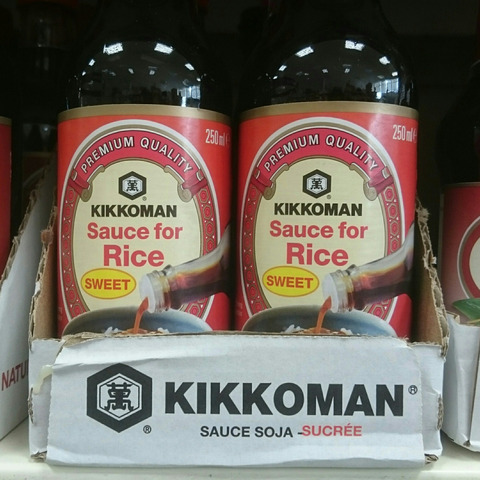 250 ml e
PREMIUM QUALITY
萬
KIKKOMAN
Sauce for
Rice
SWEET
250 ml
PREMIUM QUALITY
萬
KIKKOMAN
Sauce for
Rice
SWEET
萬 ® KIKKOMAN®
SAUCE SOJA -SUCRÉE
NATU